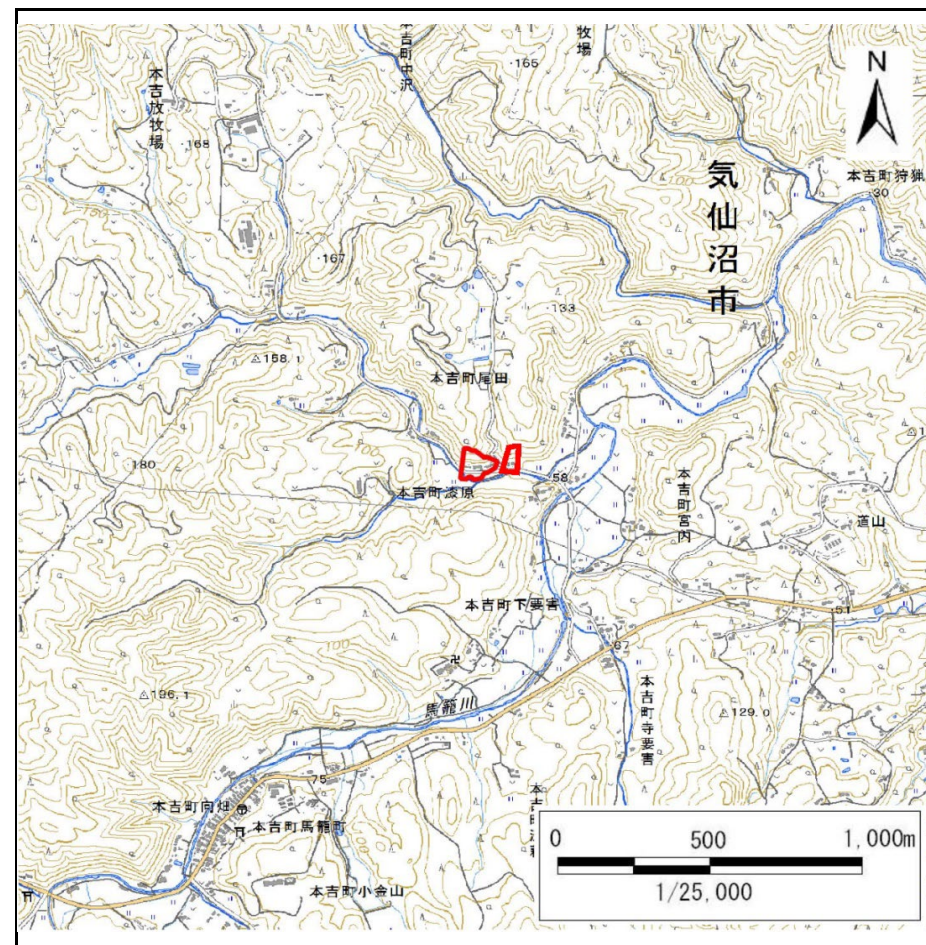 本吉町中沢
牧場
165
N
本吉放牧場
168
気仙沼市
本吉町狩猟
30
167
133
158.1
本吉町尾田
180
本吉町漆原
58
本吉町宮内
道山
本吉町下要害
51
67
卍
196.1
馬籠川
本吉町寺要害
129.0
75
本吉町向畑
本吉町馬籠町
本吉町小金山
0 500 1,000m
1/25,000